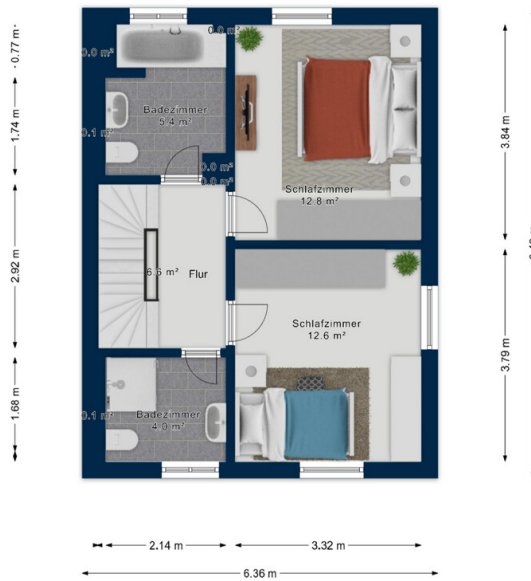 0.0 m²
0.0 m²
0.77 m
Badezimmer
5.4 m²
1.74 m
0.1 m²
0.0 m²
0.0 m²
3.84 m
Schlafzimmer
12.8 m²
2.92 m
6.6 m²
Flur
Schlafzimmer
12.6 m²
3.79 m
1.68 m
0.1 m²
Badezimmer
4.0 m²
2.14 m
3.32 m
6.36 m